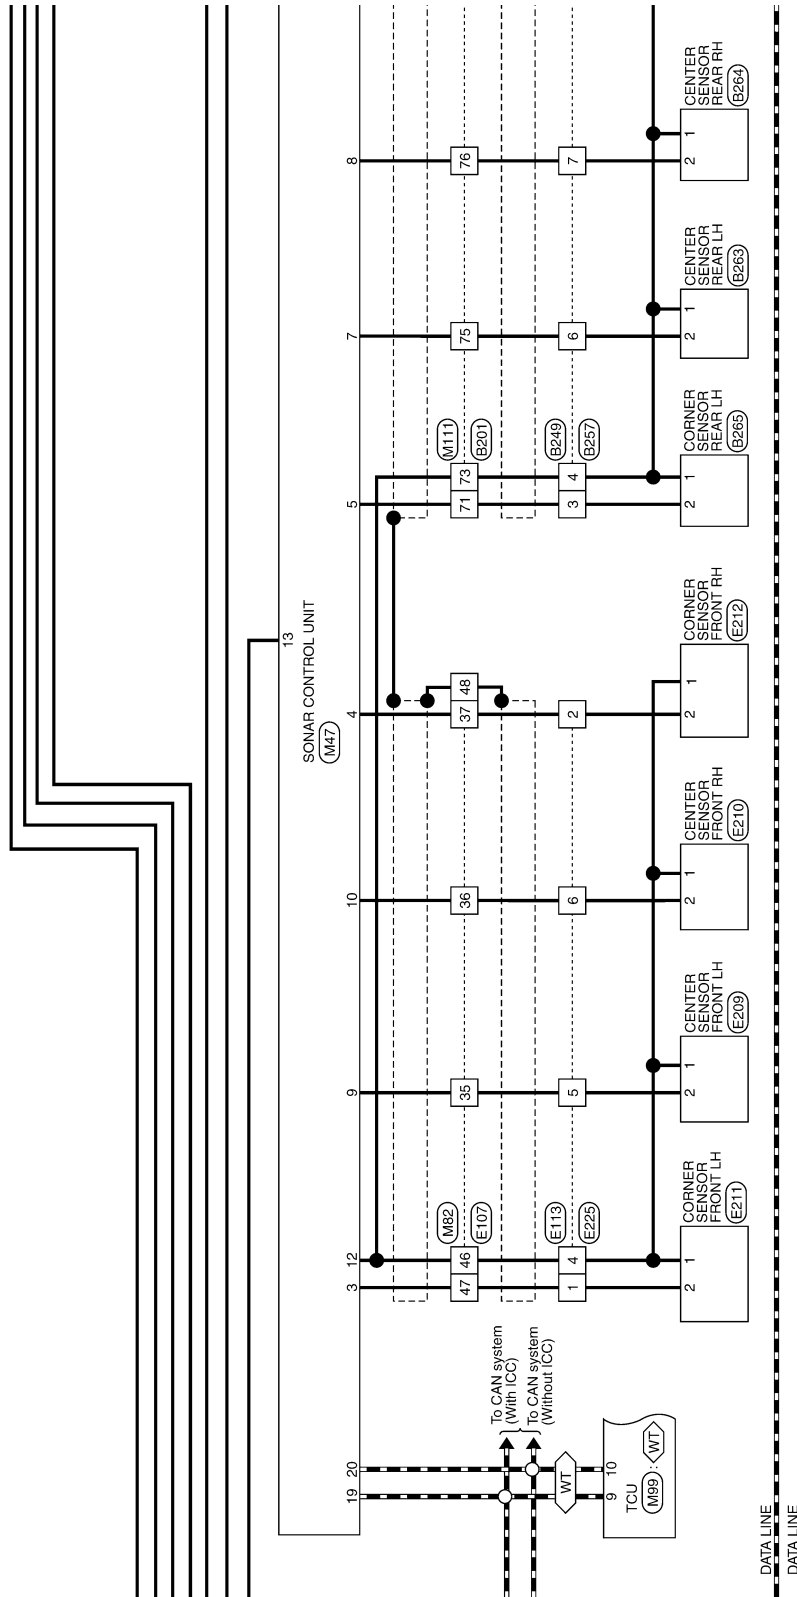 SONAR CONTROL UNIT
M47
13
20
19
3
12
9
10
4
5
7
8
47
46
M82
E107
35
36
37
48
71
73
M111
B201
75
76
1
4
E113
E225
5
6
2
3
4
B249
B257
6
7
To CAN system
(With ICC)
To CAN system
(Without ICC)
WT
9
10
TCU
M99
:
WT
2
1
CORNER
SENSOR
FRONT LH
E211
2
1
CENTER
SENSOR
FRONT LH
E209
2
1
CENTER
SENSOR
FRONT RH
E210
2
1
CORNER
SENSOR
FRONT RH
E212
2
1
CORNER
SENSOR
REAR LH
B265
2
1
CENTER
SENSOR
REAR LH
B263
2
1
CENTER
SENSOR
REAR RH
B264
DATA LINE
DATA LINE